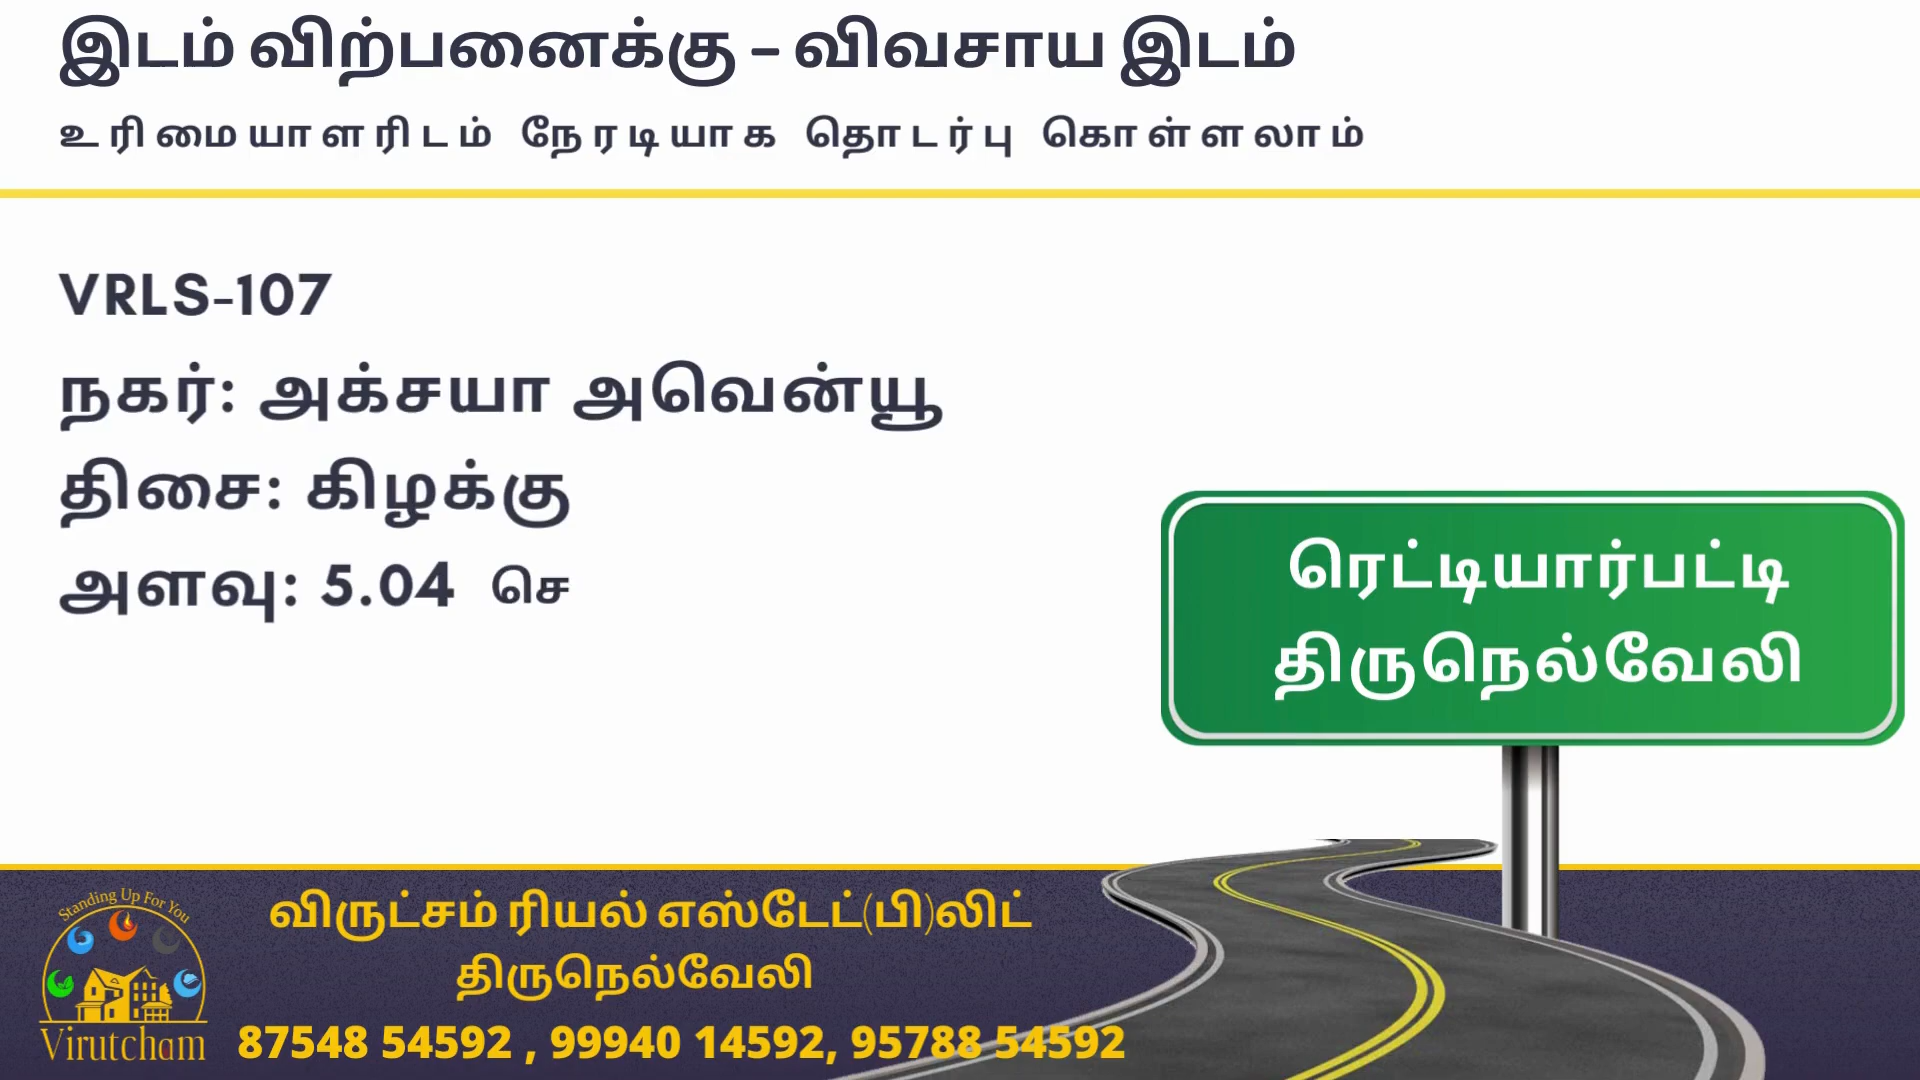 இடம் விற்பனைக்கு – விவசாய இடம்
உரிமையாளரிடம் நேரடியாக தொடர்பு கொள்ளலாம்
VRLS-107
நகர்: அக்சயா அவென்யூ
திசை: கிழக்கு
அளவு: 5.04 செ
ரெட்டியார்பட்டி
திருநெல்வேலி
Standing Up For You
Virutcham
விருட்சம் ரியல் எஸ்டேட்(பி)லிட்
திருநெல்வேலி
87548 54592 , 99940 14592, 95788 54592